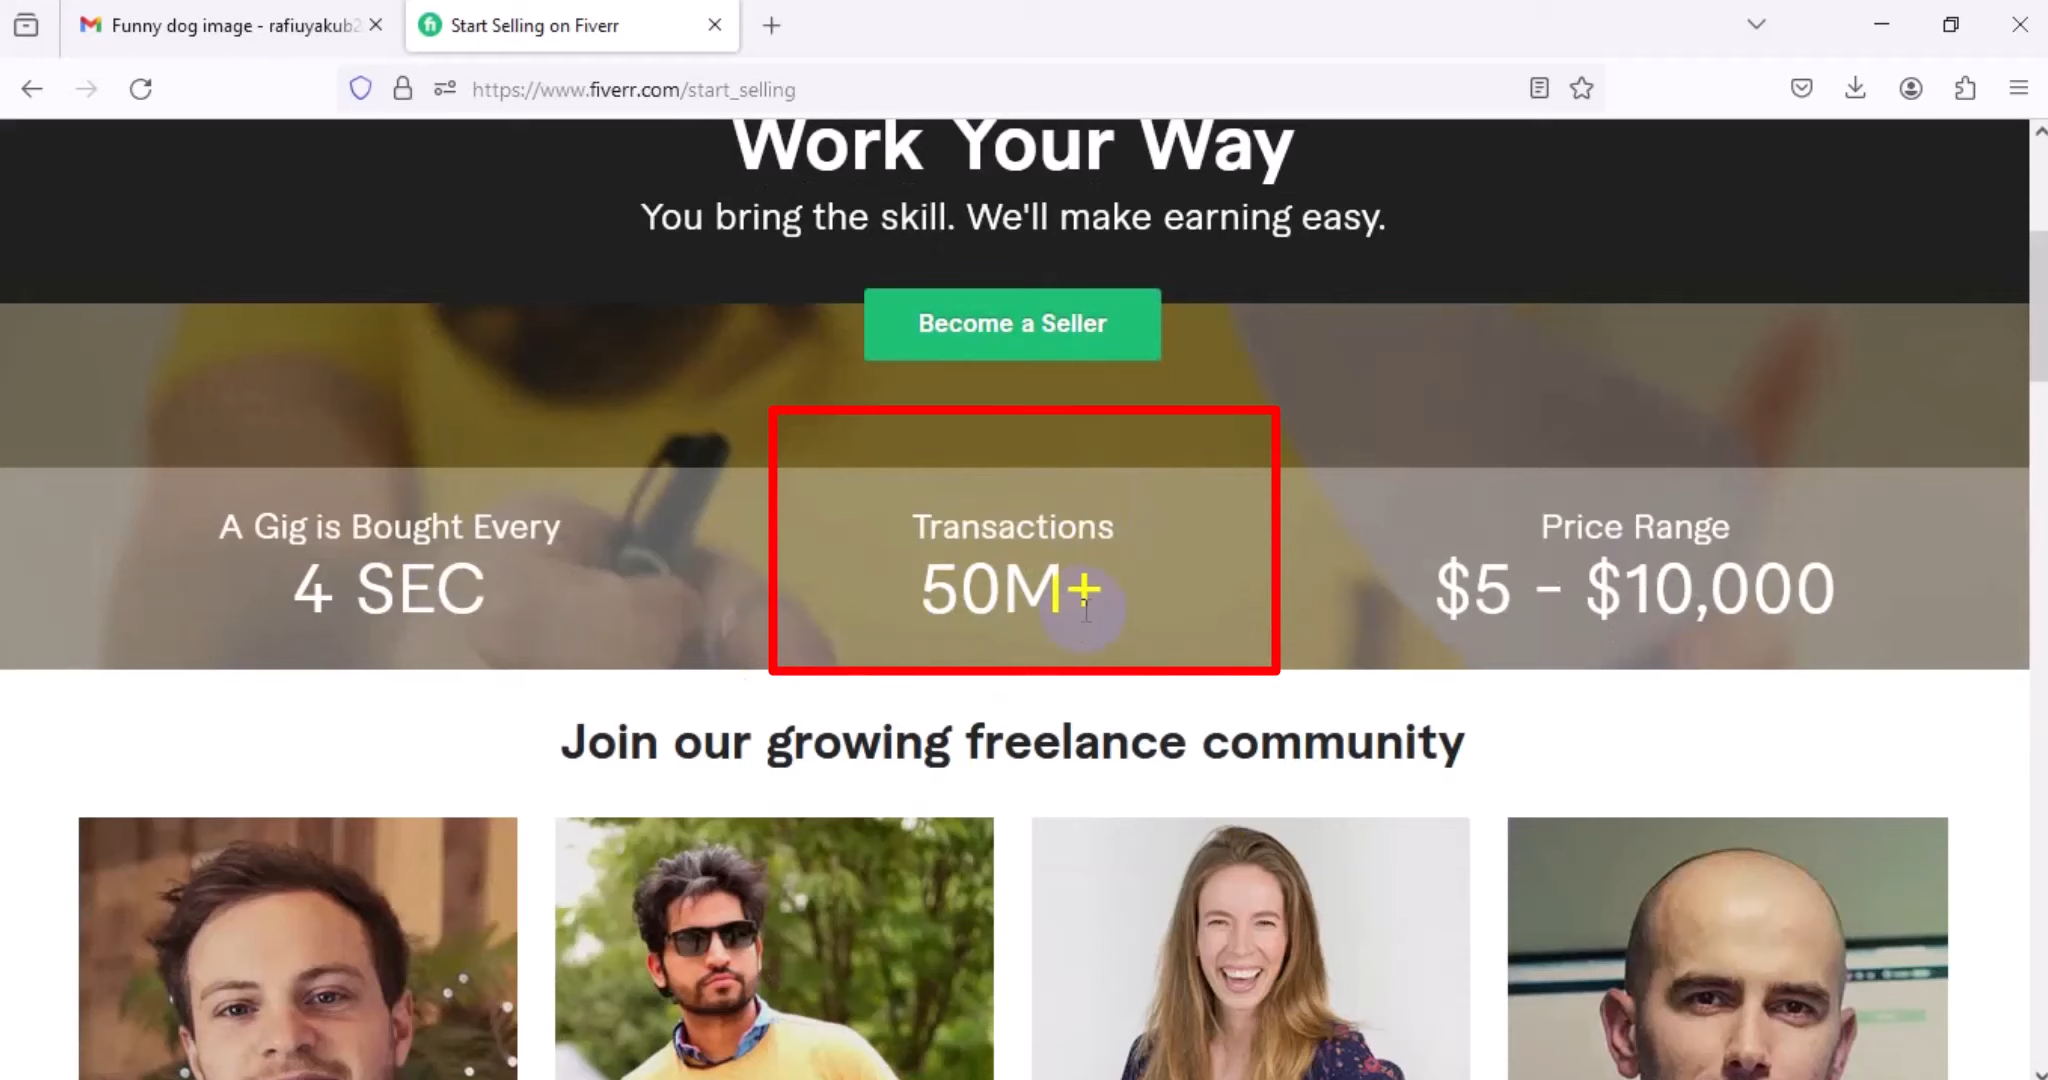 Funny dog image - rafiuyakub2
Start Selling on Fiverr
https://www.fiverr.com/start_selling
Work Your Way
You bring the skill. We'll make earning easy.
Become a Seller
A Gig is Bought Every
4 SEC
Transactions
50M+
Price Range
$5 - $10,000
Join our growing freelance community